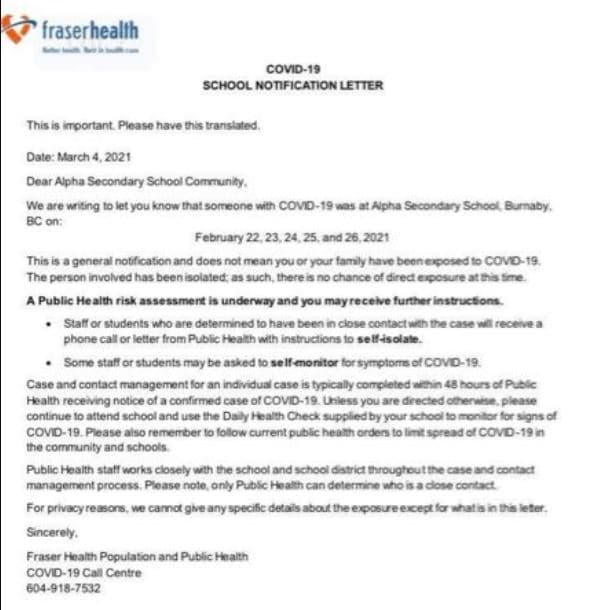 fraserhealth
Better health. Best in health care.
COVID-19
SCHOOL NOTIFICATION LETTER
This is important. Please have this translated.
Date: March 4, 2021
Dear Alpha Secondary School Community,
We are writing to let you know that someone with COVID-19 was at Alpha Secondary School, Burnaby,
BC on:
February 22, 23, 24, 25, and 26, 2021
This is a general notification and does not mean you or your family have been exposed to COVID-19.
The person involved has been isolated; as such, there is no chance of direct exposure at this time.
A Public Health risk assessment is underway and you may receive further instructions.
• Staff or students who are determined to have been in close contact with the case will receive a
phone call or letter from Public Health with instructions to self-isolate.
• Some staff or students may be asked to self-monitor for symptoms of COVID-19.
Case and contact management for an individual case is typically completed within 48 hours of Public
Health receiving notice of a confirmed case of COVID-19. Unless you are directed otherwise, please
continue to attend school and use the Daily Health Check supplied by your school to monitor for signs of
COVID-19. Please also remember to follow current public health orders to limit spread of COVID-19 in
the community and schools.
Public Health staff works closely with the school and school district throughout the case and contact
management process. Please note, only Public Health can determine who is a close contact.
For privacy reasons, we cannot give any specific details about the exposure except for what is in this letter.
Sincerely,
Fraser Health Population and Public Health
COVID-19 Call Centre
604-918-7532